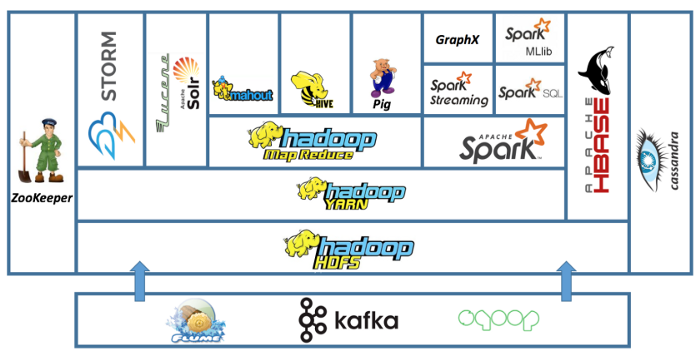 ZooKeeper
STORM
Lucene
Apache
Solr
mahout
HIVE
Pig
GraphX
Spark
MLlib
Spark
Streaming
Spark SQL
hadoop
Map Reduce
APACHE
Spark™
hadoop
YARN
hadoop
HDFS
APACHE
HBASE
cassandra
FLUME
kafka
sqoop